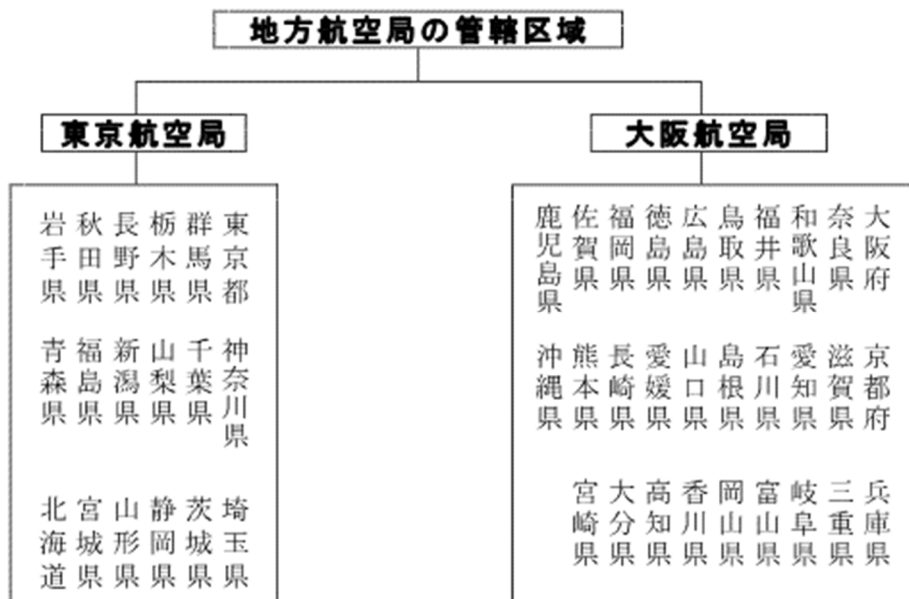 地方航空局の管轄区域
東京航空局
東京都
神奈川県
埼玉県
群馬県
千葉県
茨城県
栃木県
山梨県
静岡県
長野県
新潟県
山形県
秋田県
福島県
宮城県
岩手県
青森県
北海道
大阪航空局
大阪府
京都府
兵庫県
奈良県
滋賀県
三重県
和歌山県
愛知県
岐阜県
福井県
石川県
富山県
鳥取県
島根県
岡山県
広島県
山口県
香川県
徳島県
愛媛県
高知県
福岡県
長崎県
大分県
佐賀県
熊本県
宮崎県
鹿児島県
沖縄県